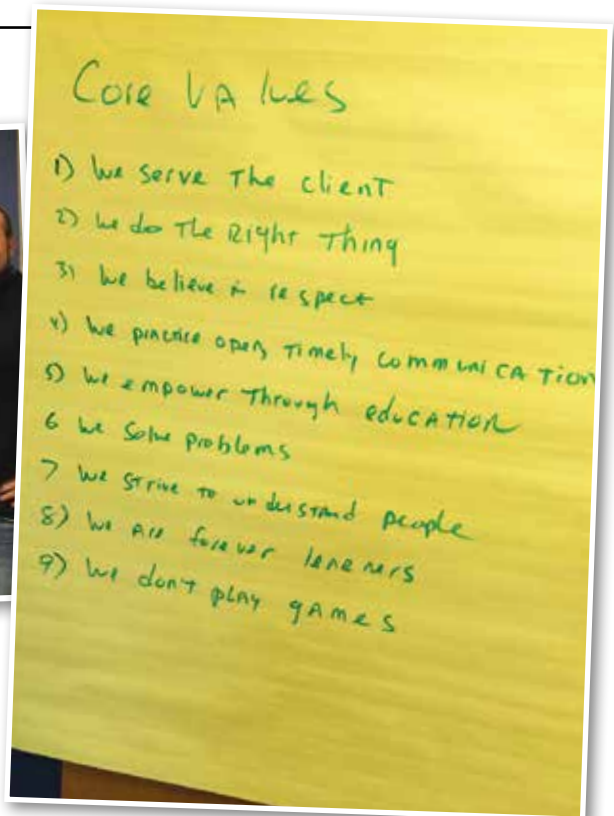 Core Values
1) We serve The client
2) We do The Right Thing
3) We believe in respect
4) We practice open, Timely communication
5) We empower Through education
6 We solve problems
7 We strive to understand people
8) We are forever leaners
9) We don't play games